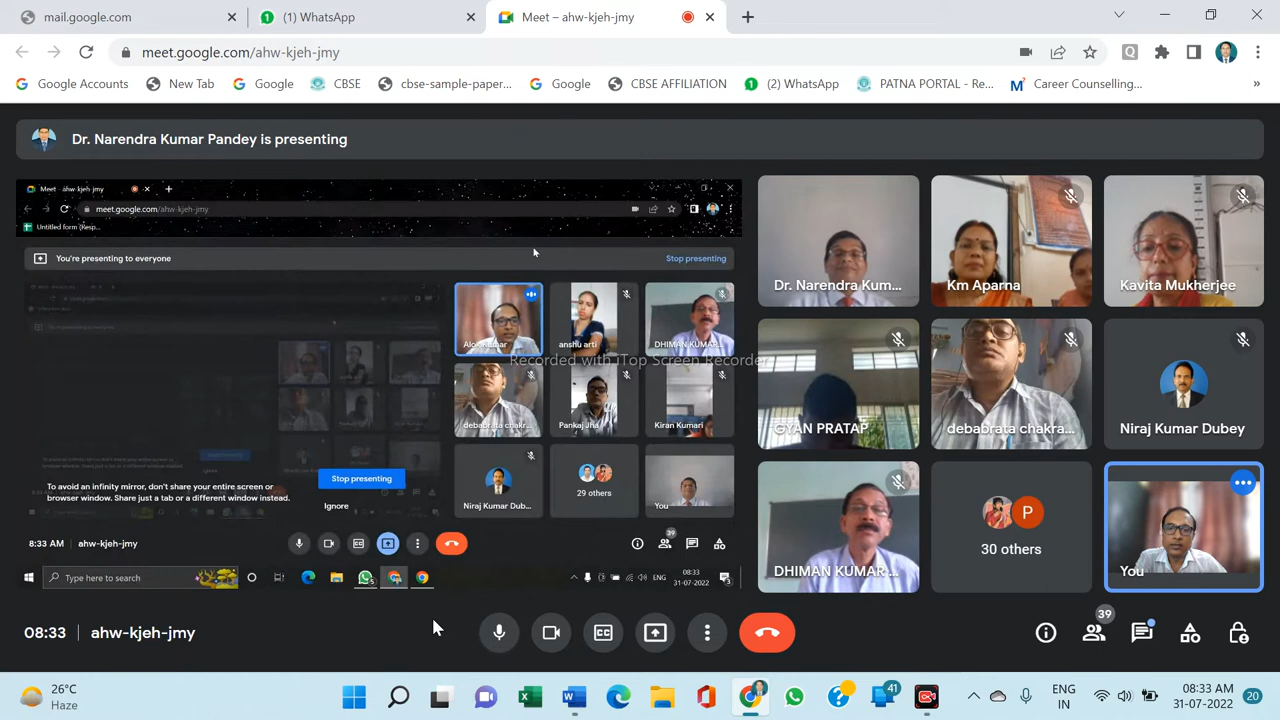 mail.google.com
(1) WhatsApp
Meet – ahw-kjeh-jmy
meet.google.com/ahw-kjeh-jmy
Google Accounts
New Tab
Google
CBSE
cbse-sample-paper...
Google
CBSE AFFILIATION
(2) WhatsApp
PATNA PORTAL - Re...
Career Counselling...
»
Dr. Narendra Kumar Pandey is presenting
Meet - ahw-kjeh-jmy
meet.google.com/ahw-kjeh-jmy
Untitled form (Resp...
You're presenting to everyone
Stop presenting
Alok Kumar
anshu arti
DHIMAN KUMAR...
Recorded with iTop Screen Recorder
debabrata chakr...
Pankaj Jha
Kiran Kumari
Niraj Kumar Dub...
29 others
You
To avoid an infinity mirror, don't share your entire screen or
browser window. Share just a tab or a different window instead.
Stop presenting
Ignore
8:33 AM
ahw-kjeh-jmy
39
Type here to search
ENG
08:33
31-07-2022
Dr. Narendra Kum...
Km Aparna
Kavita Mukherjee
GYAN PRATAP
debabrata chakra...
Niraj Kumar Dubey
DHIMAN KUMAR...
P
30 others
You
08:33
ahw-kjeh-jmy
39
26°C
Haze
41
ENG
IN
08:33 AM
31-07-2022
20